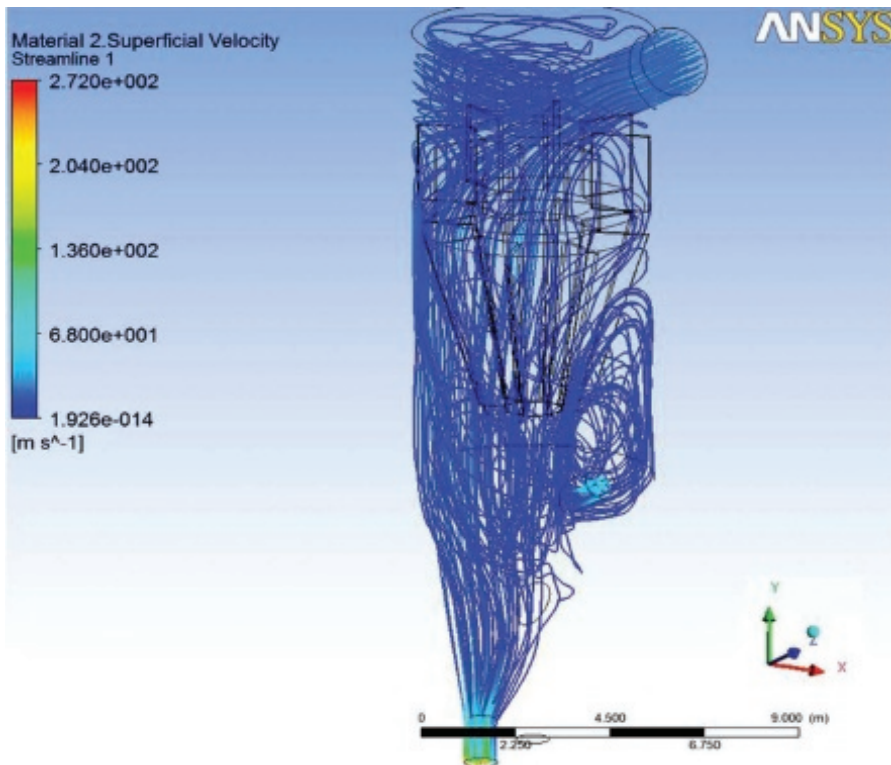 ANSYS
Material 2.Superficial Velocity
Streamline 1
2.720e+002
2.040e+002
1.360e+002
6.800e+001
1.926e-014
[m s^-1]
Y
Z
X
0 4.500 9.000 (m)
2.250 6.750